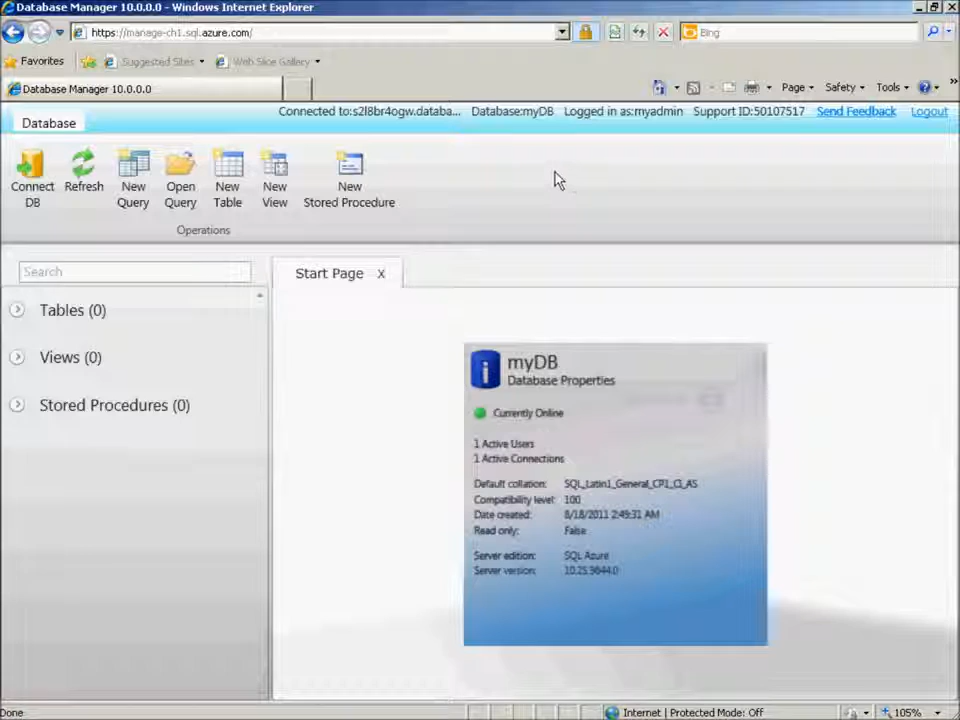 Database Manager 10.0.0.0 - Windows Internet Explorer
https://manage-ch1.sql.azure.com/
Bing
Favorites
Suggested Sites
Web Slice Gallery
Database Manager 10.0.0.0
Page
Safety
Tools
Connected to:s2l8br4ogw.databa...
Database:myDB
Logged in as:myadmin
Support ID:50107517
Send Feedback
Logout
Database
Connect DB
Refresh
New Query
Open Query
New Table
New View
New Stored Procedure
Operations
Search
Start Page X
Tables (0)
Views (0)
Stored Procedures (0)
myDB
Database Properties
Currently Online
1 Active Users
1 Active Connections
Default collation: SQL_Latin1_General_CP1_CI_AS
Compatibility level: 100
Date created: 8/18/2011 2:49:31 AM
Read only: False
Server edition: SQL Azure
Server version: 10.25.9644.0
Done
Internet | Protected Mode: Off
105%